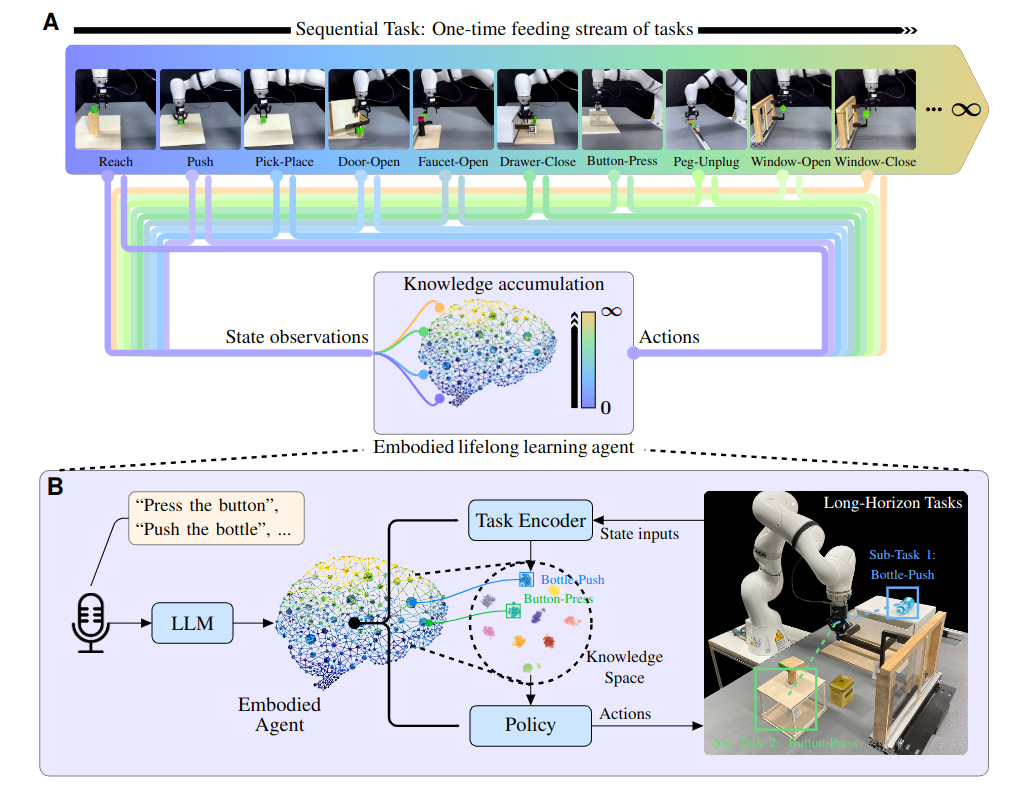 A
Sequential Task: One-time feeding stream of tasks
Reach
Push
Pick-Place
Door-Open
Faucet-Open
Drawer-Close
Button-Press
Peg-Unplug
Window-Open
Window-Close
... ∞
Knowledge accumulation
∞
0
State observations
Actions
Embodied lifelong learning agent
B
“Press the button”,
“Push the bottle”, ...
LLM
Embodied
Agent
Task Encoder
State inputs
Bottle-Push
Button-Press
Knowledge
Space
Policy
Actions
Long-Horizon Tasks
Sub-Task 1:
Bottle-Push
Sub-Task 2: Button-Press